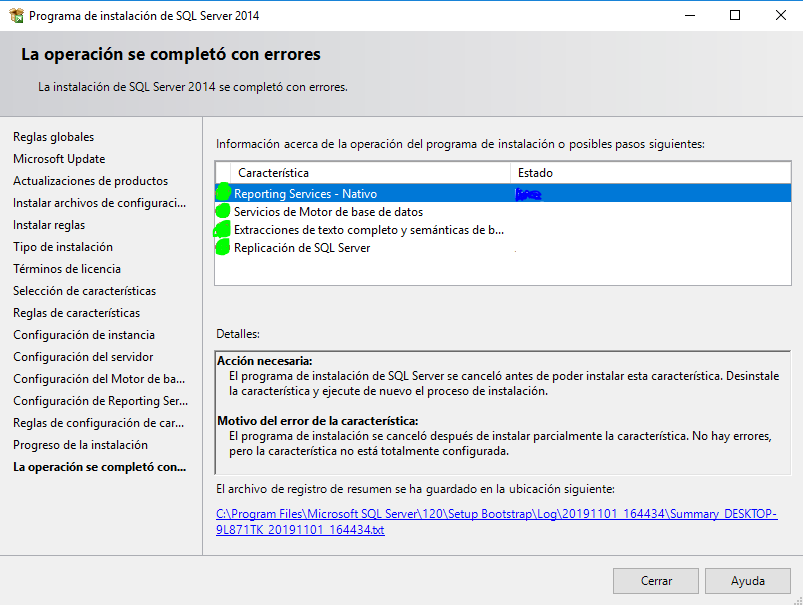 Programa de instalación de SQL Server 2014
La operación se completó con errores
La instalación de SQL Server 2014 se completó con errores.
Reglas globales
Microsoft Update
Actualizaciones de productos
Instalar archivos de configuraci...
Instalar reglas
Tipo de instalación
Términos de licencia
Selección de características
Reglas de características
Configuración de instancia
Configuración del servidor
Configuración del Motor de ba...
Configuración de Reporting Ser...
Reglas de configuración de car...
Progreso de la instalación
La operación se completó con...
Información acerca de la operación del programa de instalación o posibles pasos siguientes:
Característica Estado
Reporting Services - Nativo
Servicios de Motor de base de datos
Extracciones de texto completo y semánticas de b...
Replicación de SQL Server
Detalles:
Acción necesaria:
El programa de instalación de SQL Server se canceló antes de poder instalar esta característica. Desinstale
la característica y ejecute de nuevo el proceso de instalación.
Motivo del error de la característica:
El programa de instalación se canceló después de instalar parcialmente la característica. No hay errores,
pero la característica no está totalmente configurada.
El archivo de registro de resumen se ha guardado en la ubicación siguiente:
C:\Program Files\Microsoft SQL Server\120\Setup Bootstrap\Log\20191101_164434\Summary_DESKTOP-
9L871TK_20191101_164434.txt
Cerrar Ayuda